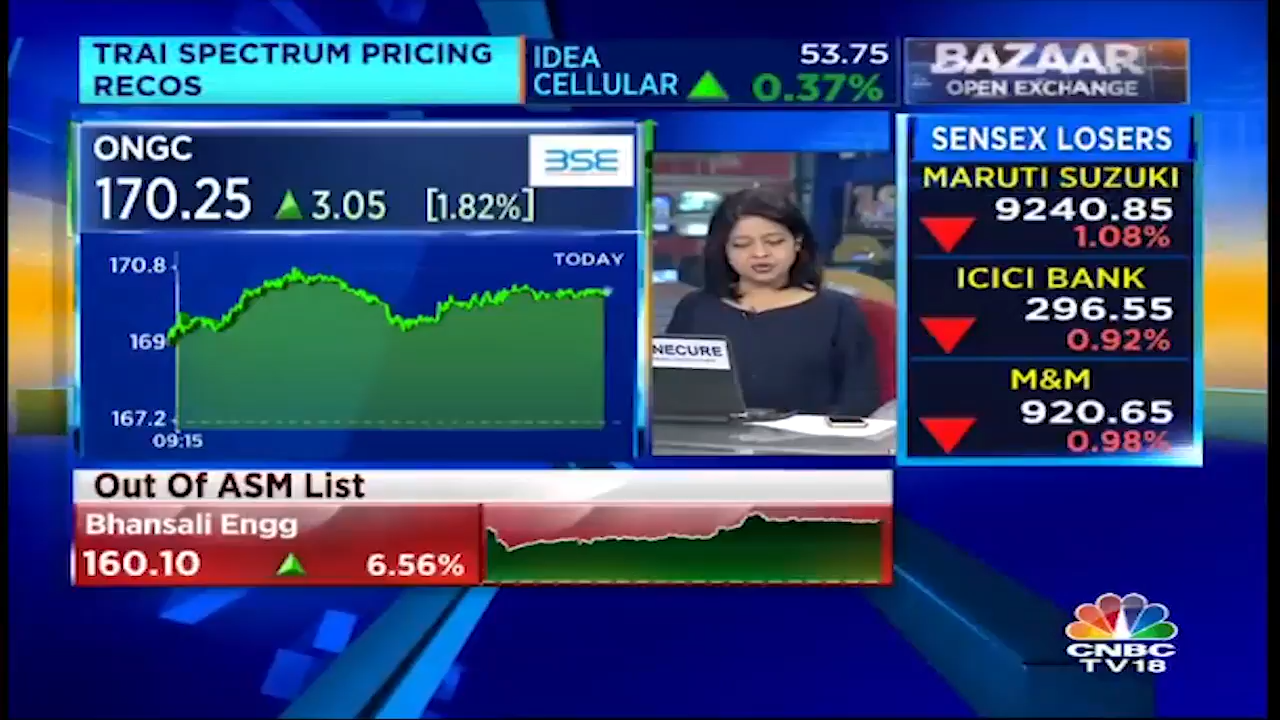 TRAI SPECTRUM PRICING
RECOS
IDEA
CELLULAR
53.75
0.37%
BAZAAR
OPEN EXCHANGE
ONGC
BSE
170.25 3.05 [1.82%]
TODAY
170.8
169
167.2
09:15
NECURE
SENSEX LOSERS
MARUTI SUZUKI
9240.85
1.08%
ICICI BANK
296.55
0.92%
M&M
920.65
0.98%
Out Of ASM List
Bhansali Engg
160.10 6.56%
CNBC
TV18